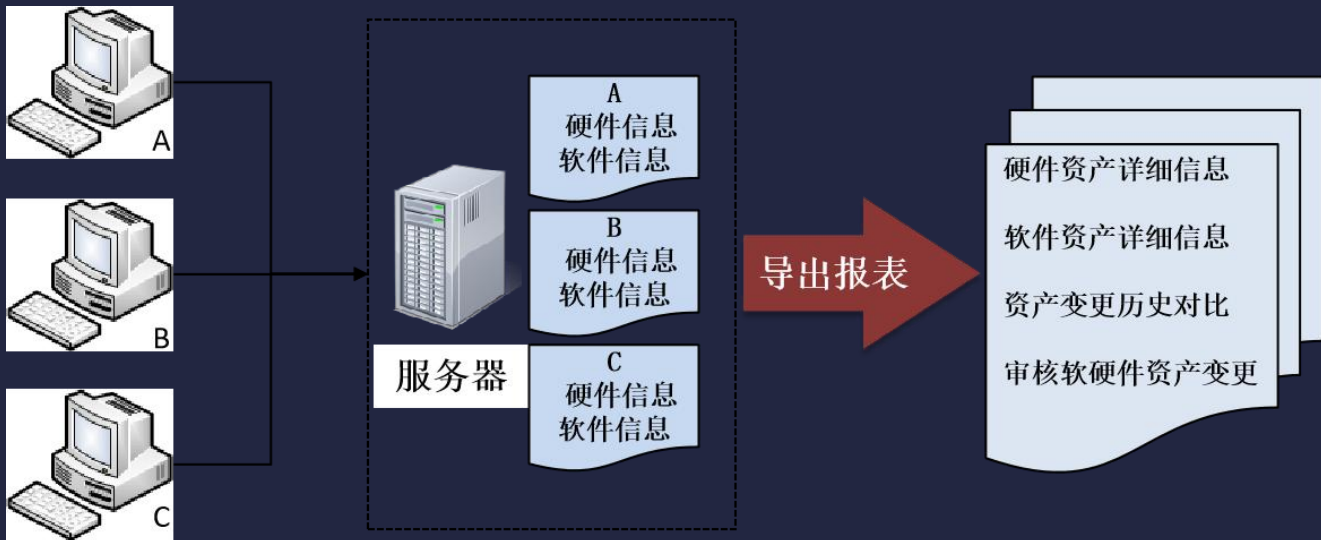 A
B
C
服务器
A
硬件信息
软件信息
B
硬件信息
软件信息
C
硬件信息
软件信息
导出报表
硬件资产详细信息
软件资产详细信息
资产变更历史对比
审核软硬件资产变更